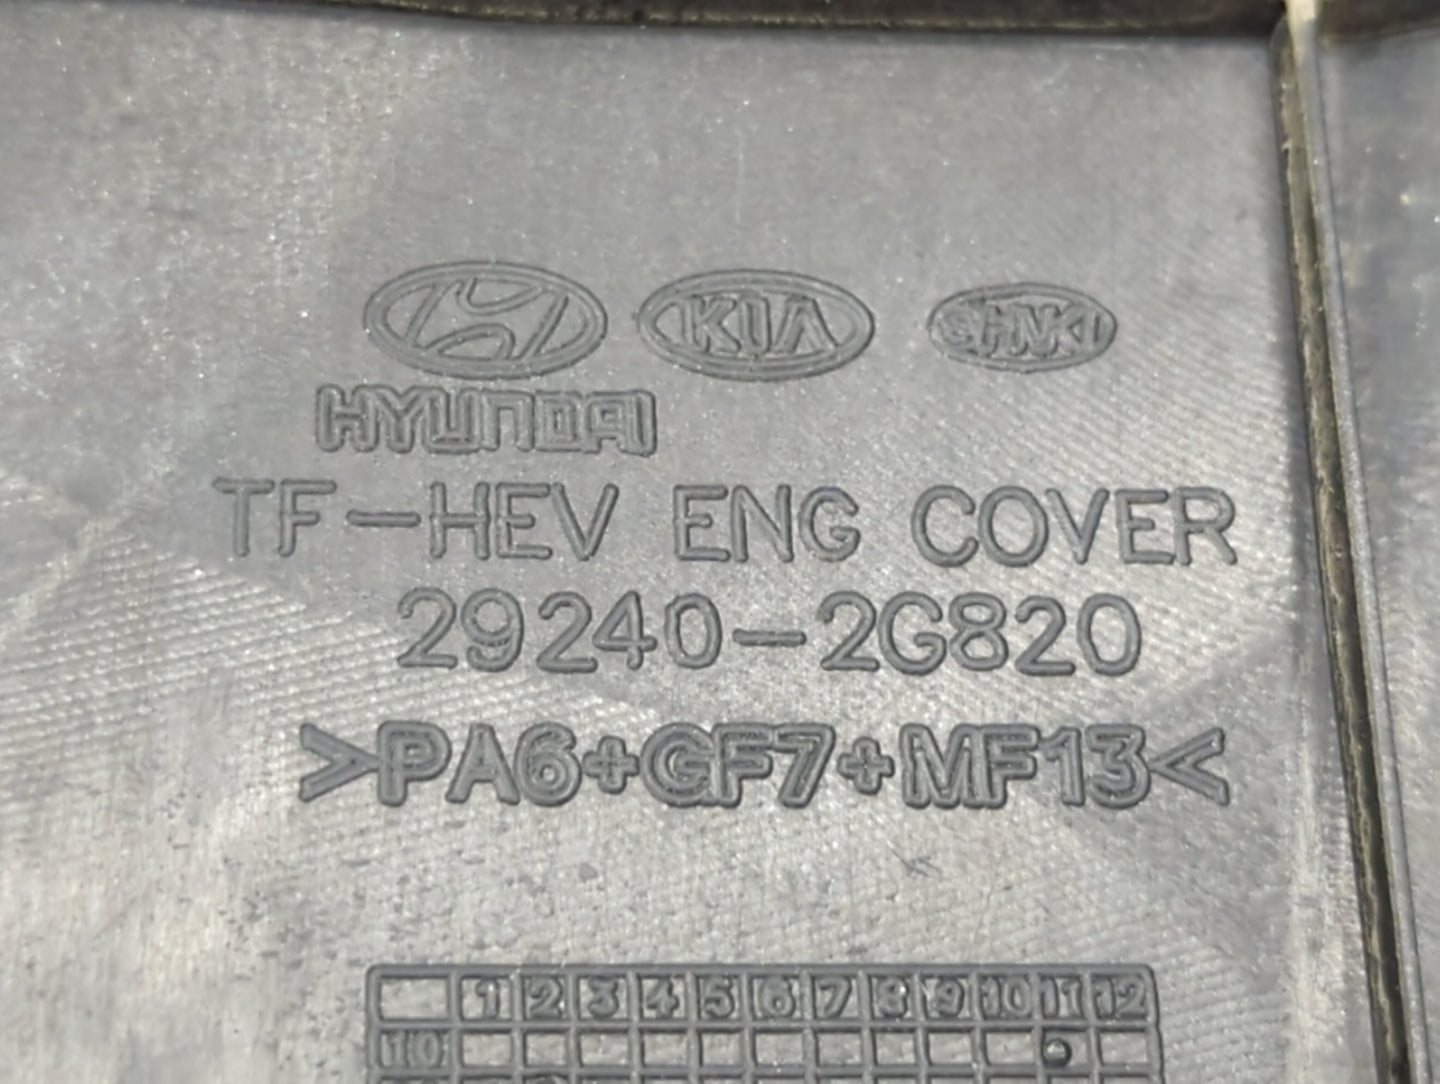 KIA
HYUNDAI
TF-HEV ENG COVER
29240-2G820
>PA6+GF7+MF13<
1 2 3 4 5 6 7 8 9 10 11 12
10